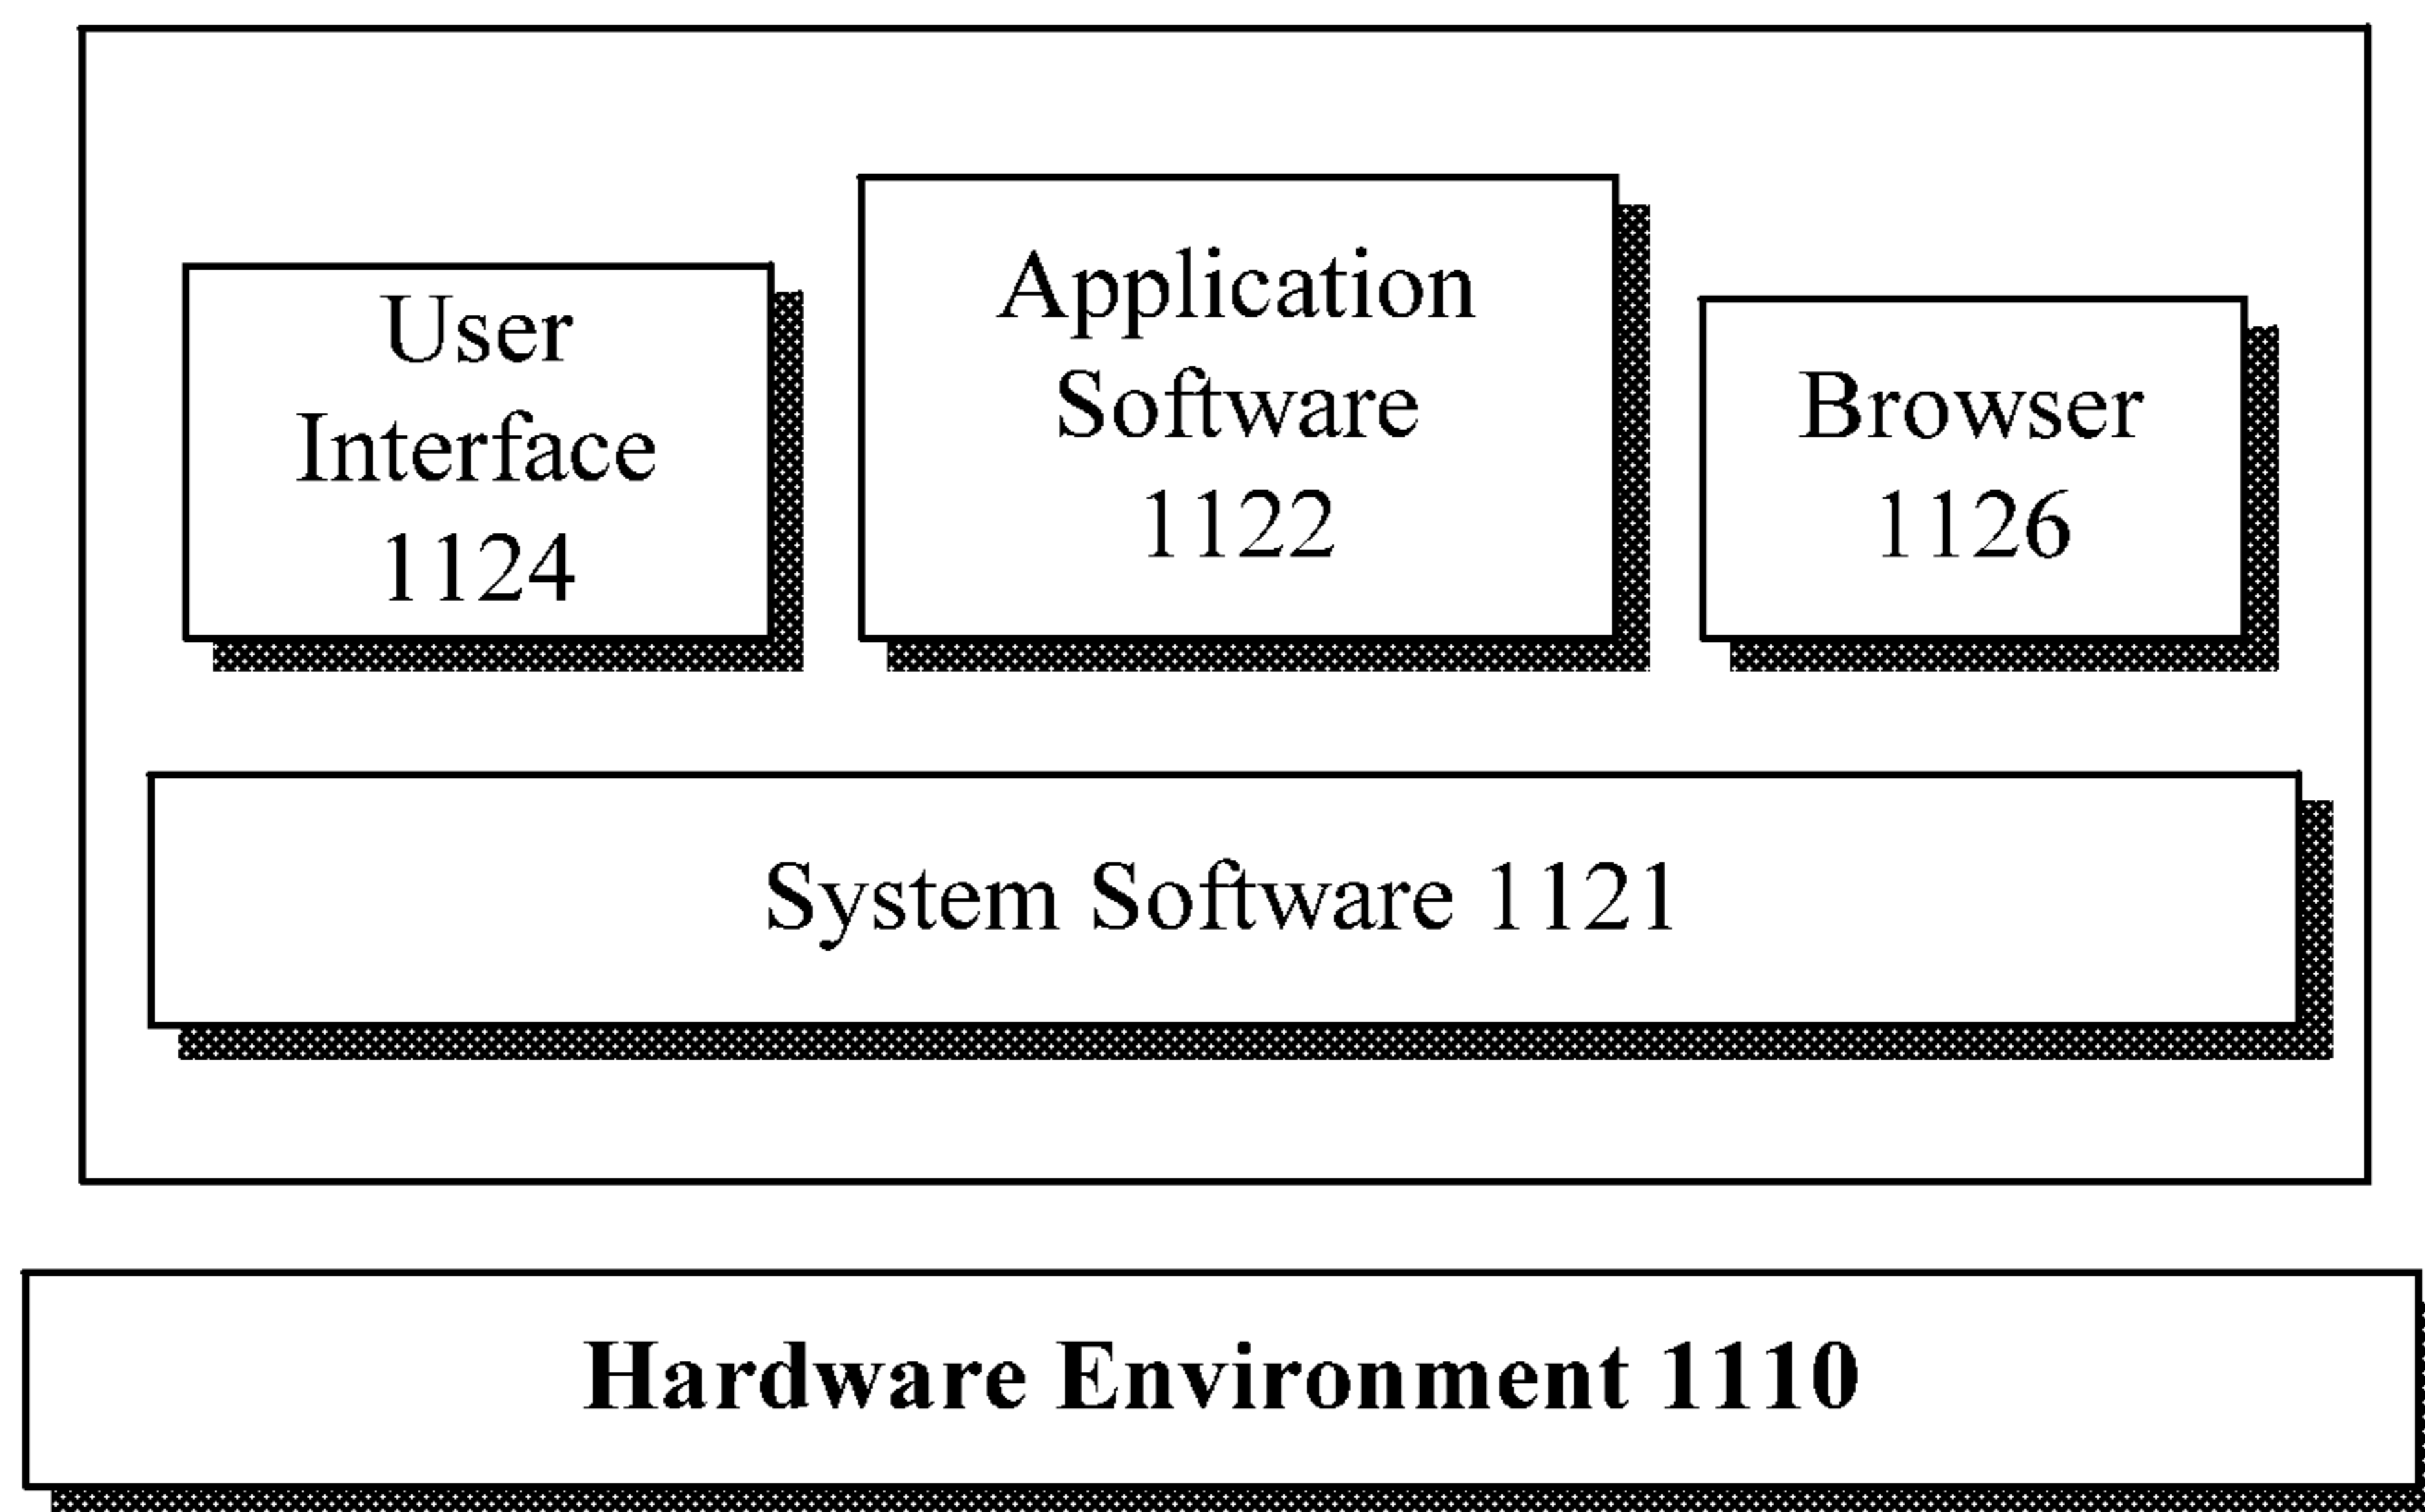 User
Interface
1124
Application
Software
1122
Browser
1126
System Software 1121
Hardware Environment 1110